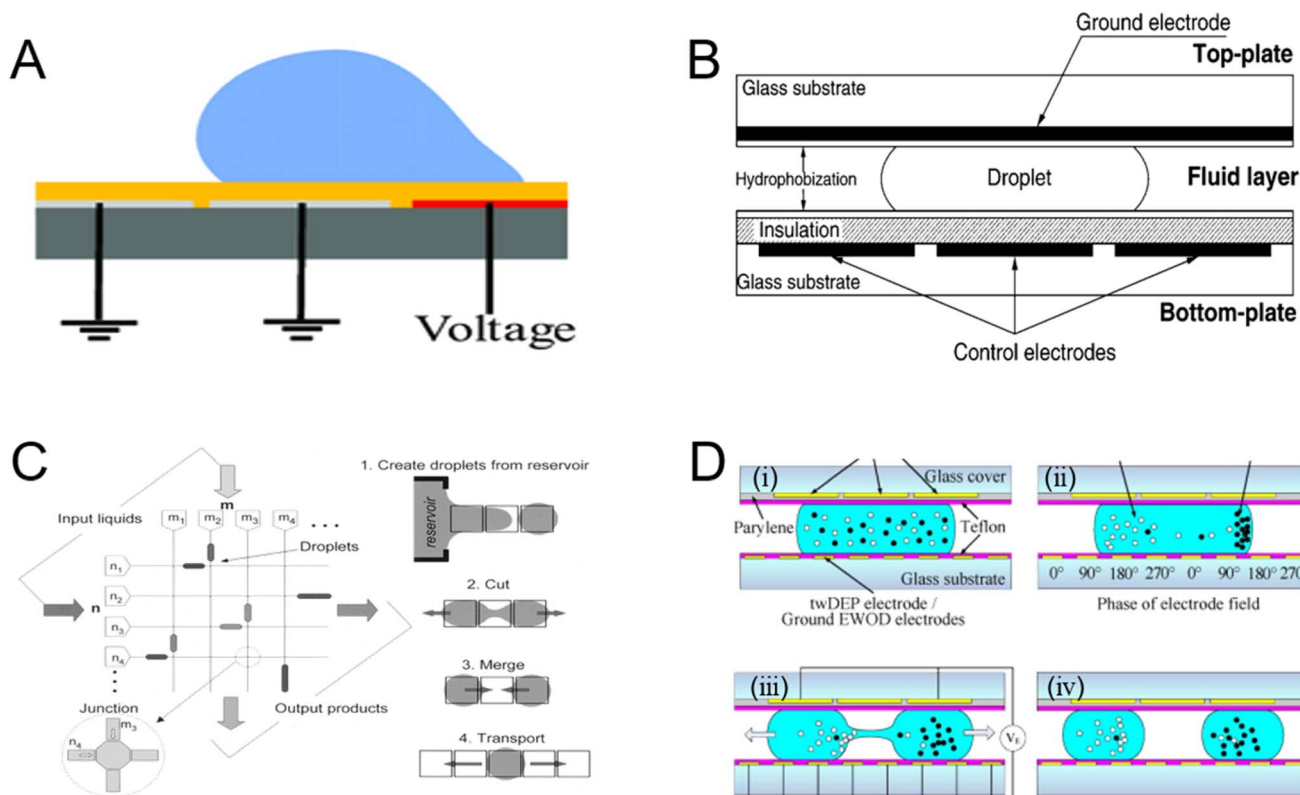 A
Voltage
B
Ground electrode
Top-plate
Glass substrate
Hydrophobization
Droplet
Fluid layer
Insulation
Glass substrate
Bottom-plate
Control electrodes
C
m
Input liquids
m1 m2 m3 m4 • • •
Droplets
n1
n2
n
n3
n4
Junction
m3
n4
Output products
1. Create droplets from reservoir
reservoir
2. Cut
3. Merge
4. Transport
D
(i)
Glass cover
Parylene
Teflon
Glass substrate
twDEP electrode /
Ground EWOD electrodes
(ii)
0° 90° 180° 270° 0° 90° 180° 270
Phase of electrode field
(iii)
VE
(iv)